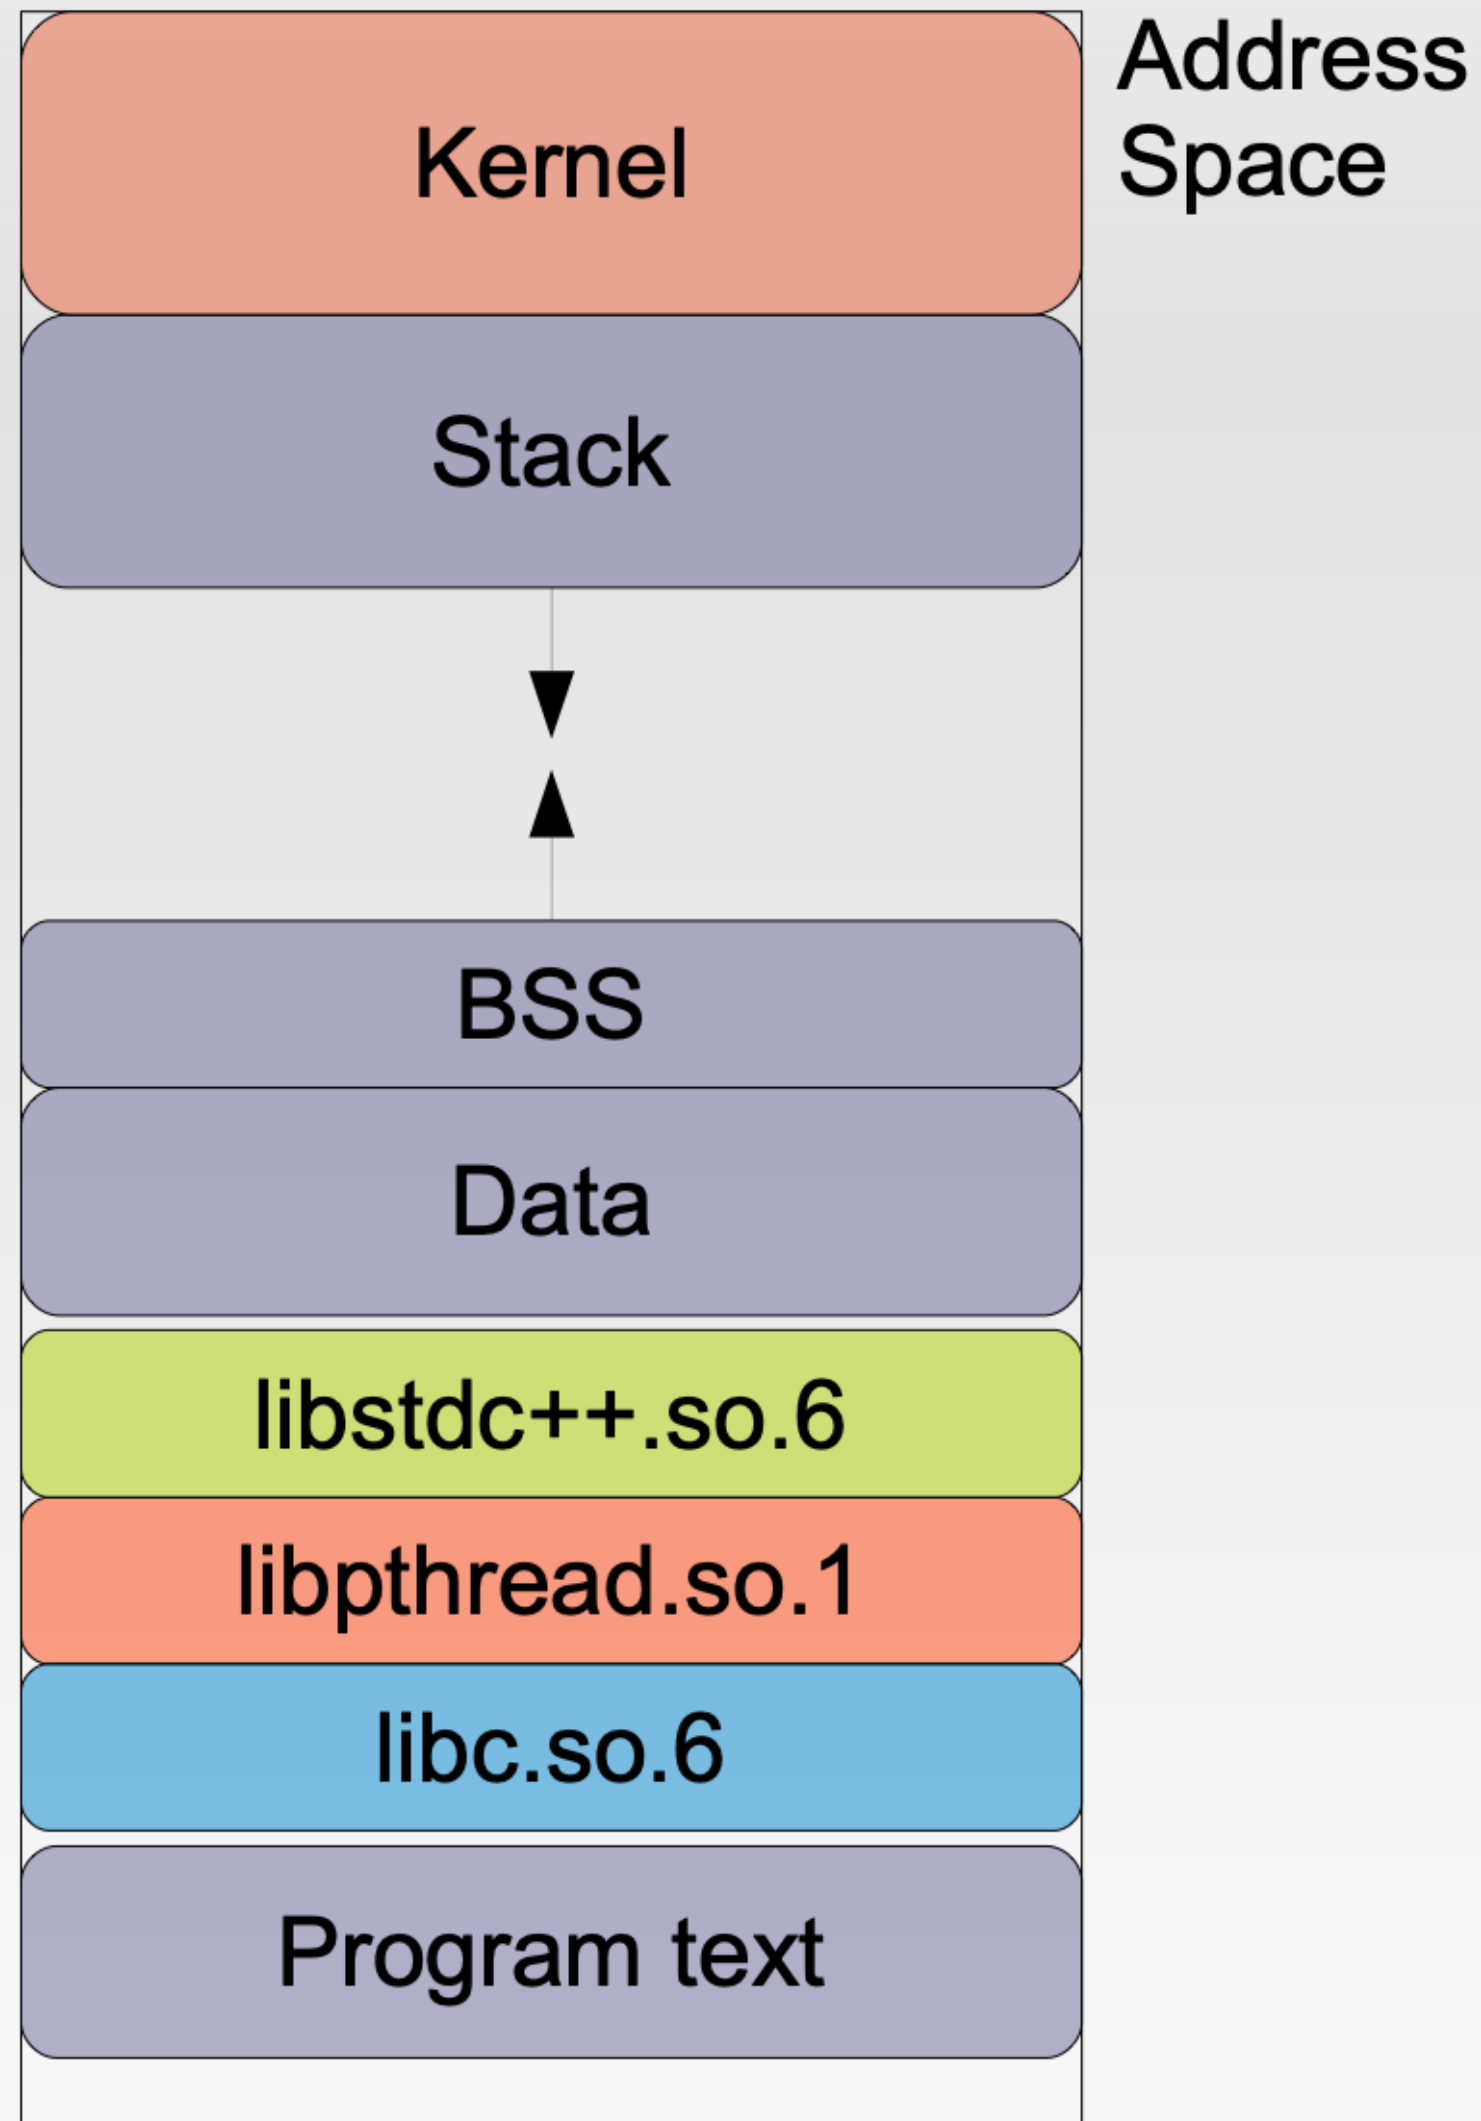 Address
Space
Kernel
Stack
BSS
Data
libstdc++.so.6
libpthread.so.1
libc.so.6
Program text